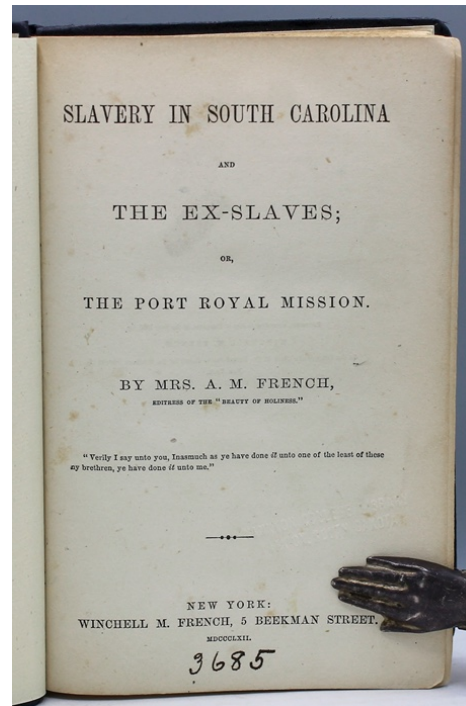 SLAVERY IN SOUTH CAROLINA
AND
THE EX-SLAVES;
OR,
THE PORT ROYAL MISSION.
BY MRS. A. M. FRENCH,
EDITRESS OF THE "BEAUTY OF HOLINESS."
"Verily I say unto you, Inasmuch as ye have done it unto one of the least of these
my brethren, ye have done it unto me."
NEW YORK:
WINCHELL M. FRENCH, 5 BEEKMAN STREET.
MDCCCLXII.
3685